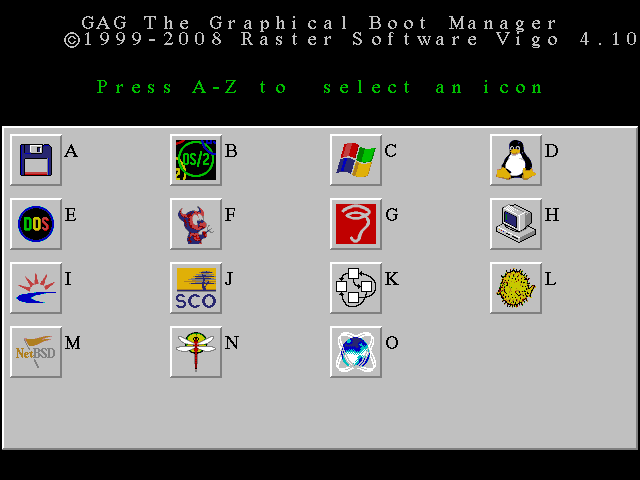 GAG The Graphical Boot Manager
©1999-2008 Raster Software Vigo 4.10
Press A-Z to select an icon
A OS/2 B C D
DOS E F G H
I SCO J K L
NetBSD M N O